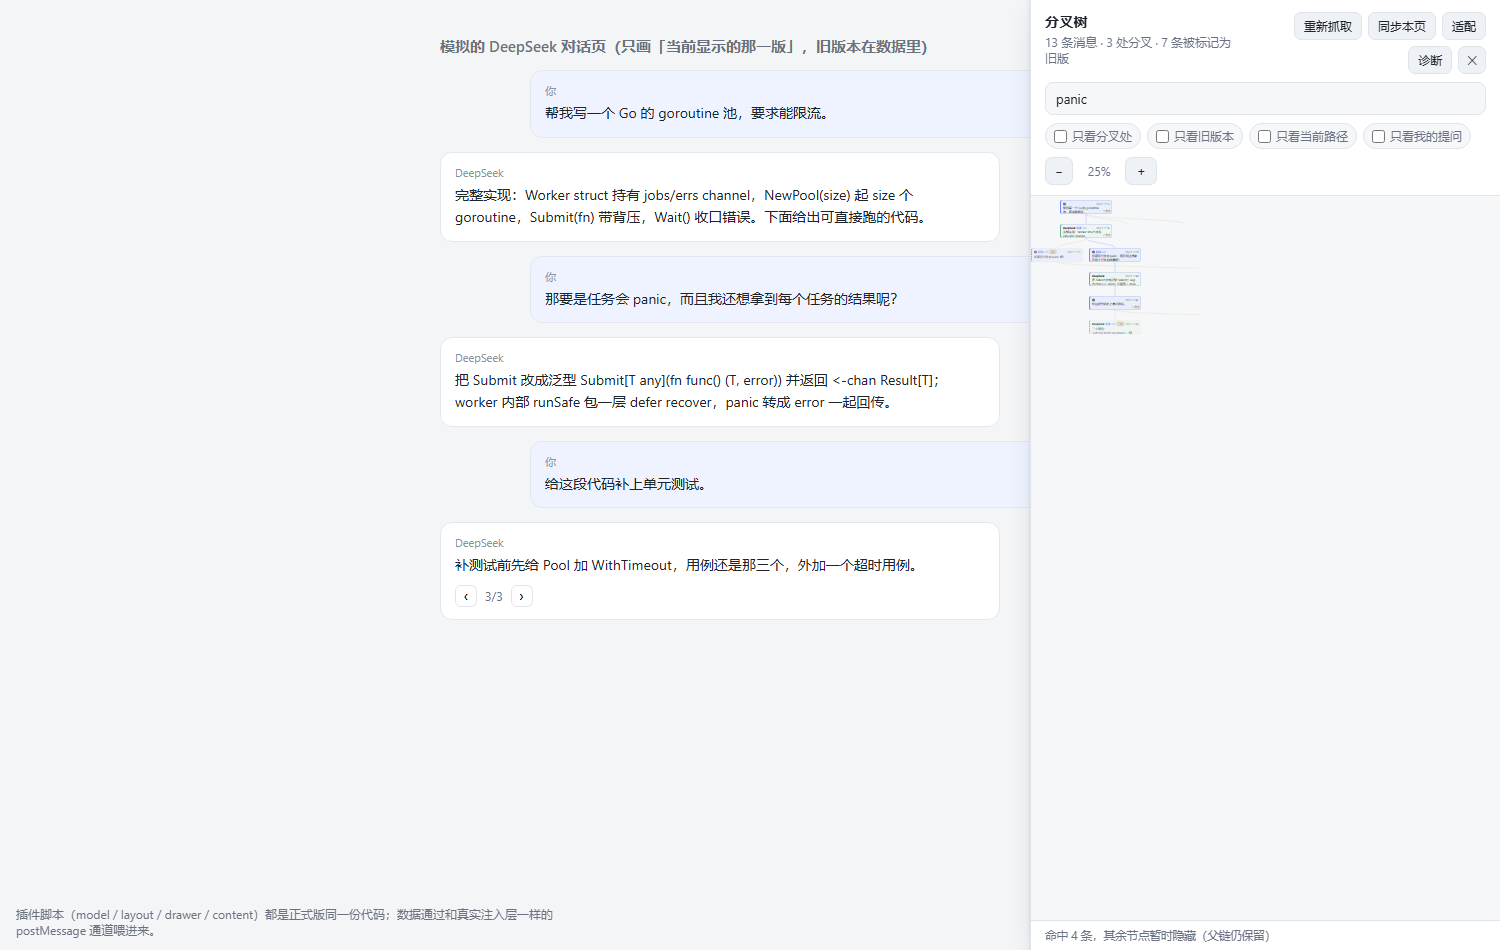 模拟的 DeepSeek 对话页（只画「当前显示的那一版」，旧版本在数据里）
你
帮我写一个 Go 的 goroutine 池，要求能限流。
DeepSeek
完整实现：Worker struct 持有 jobs/errs channel，NewPool(size) 起 size 个
goroutine，Submit(fn) 带背压，Wait() 收口错误。下面给出可直接跑的代码。
你
那要是任务会 panic，而且我还想拿到每个任务的结果呢？
DeepSeek
把 Submit 改成泛型 Submit[T any](fn func() (T, error)) 并返回 <-chan Result[T]；
worker 内部 runSafe 包一层 defer recover，panic 转成 error 一起回传。
你
给这段代码补上单元测试。
DeepSeek
补测试前先给 Pool 加 WithTimeout，用例还是那三个，外加一个超时用例。
‹ 3/3 ›
插件脚本（model / layout / drawer / content）都是正式版同一份代码；数据通过和真实注入层一样的
postMessage 通道喂进来。
分叉树
13 条消息 · 3 处分叉 · 7 条被标记为
旧版
重新抓取 同步本页 适配
诊断 ×
panic
只看分叉处 只看旧版本 只看当前路径 只看我的提问
− 25% +
命中 4 条，其余节点暂时隐藏（父链仍保留）